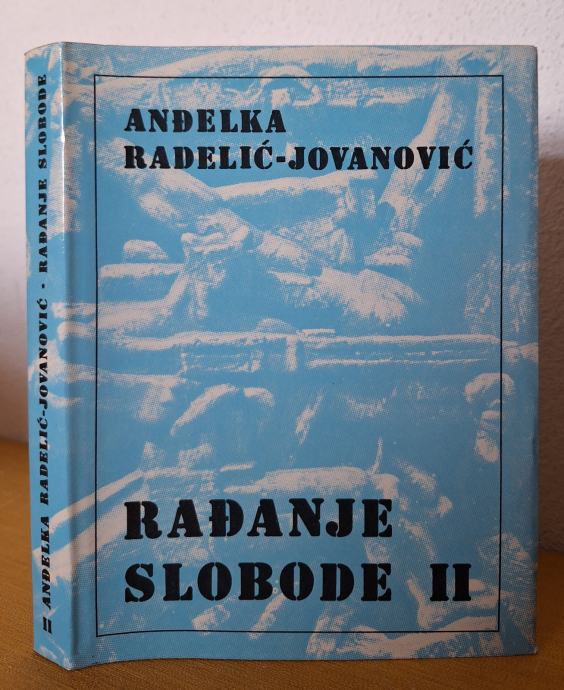 ANĐELKA
RADELIĆ-JOVANOVIĆ
RAĐANJE
SLOBODE II
II ANĐELKA RADELIĆ-JOVANOVIĆ · RAĐANJE SLOBODE